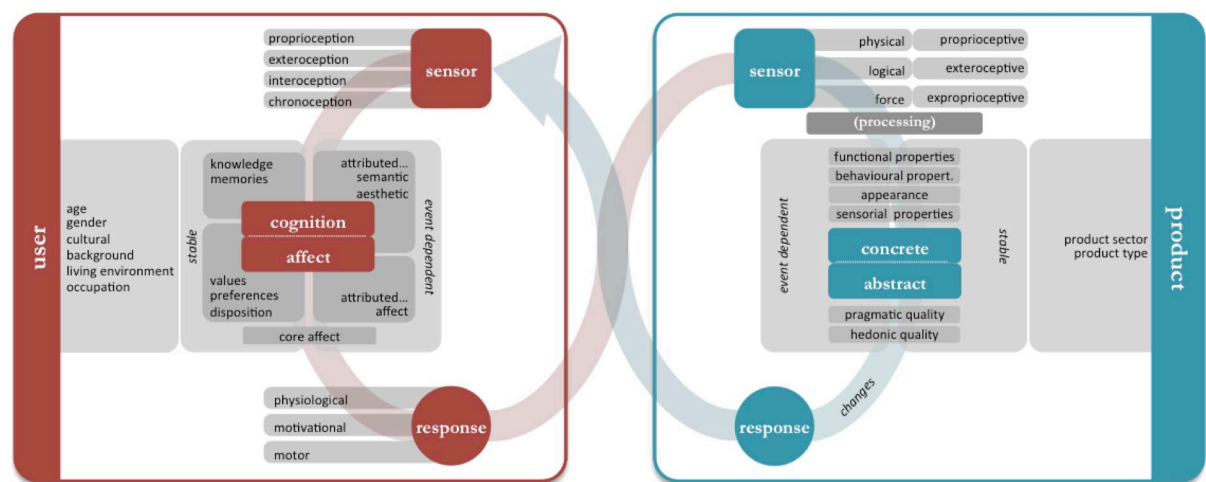 user
proprioception
exteroception
interoception
chronoception
sensor
age
gender
cultural
background
living environment
occupation
stable
knowledge
memories
attributed...
semantic
aesthetic
cognition
affect
values
preferences
disposition
attributed...
affect
event dependent
core affect
physiological
motivational
motor
response
sensor
physical
logical
force
proprioceptive
exteroceptive
exproprioceptive
(processing)
event dependent
functional properties
behavioural propert.
appearance
sensorial properties
concrete
abstract
pragmatic quality
hedonic quality
stable
product sector
product type
response
changes
product